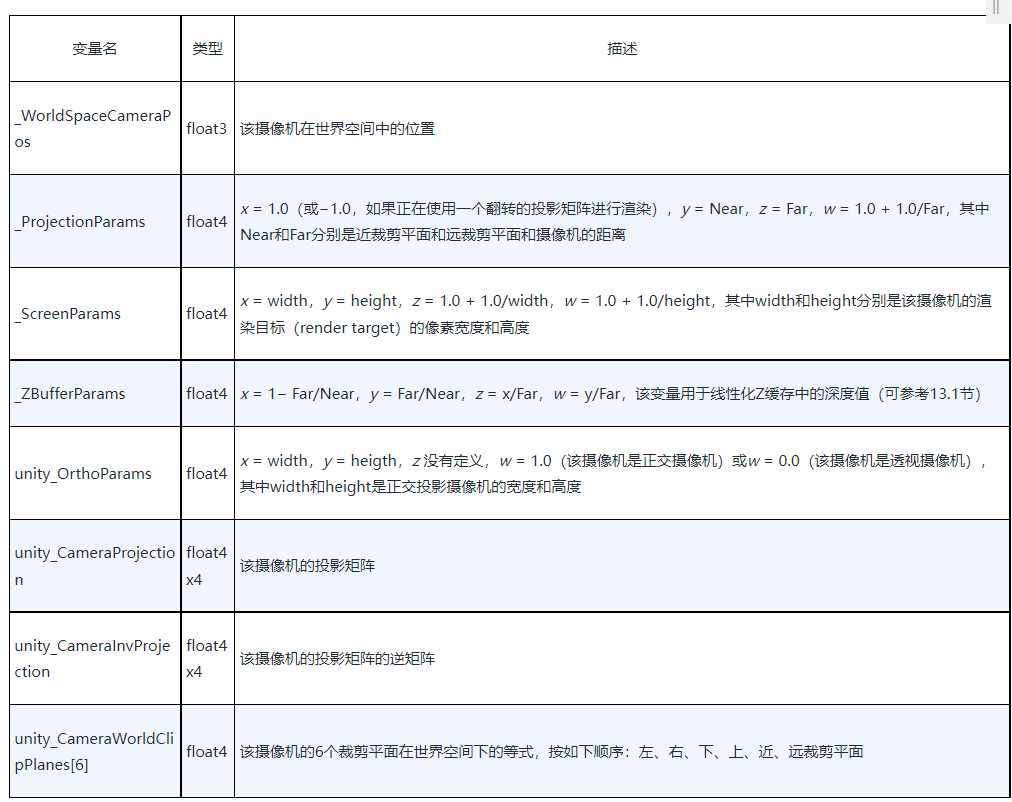 变量名
类型
描述
_WorldSpaceCameraP
os
float3
该摄像机在世界空间中的位置
_ProjectionParams
float4
x = 1.0（或−1.0，如果正在使用一个翻转的投影矩阵进行渲染），y = Near，z = Far，w = 1.0 + 1.0/Far，其中
Near和Far分别是近裁剪平面和远裁剪平面和摄像机的距离
_ScreenParams
float4
x = width，y = height，z = 1.0 + 1.0/width，w = 1.0 + 1.0/height，其中width和height分别是该摄像机的渲
染目标（render target）的像素宽度和高度
_ZBufferParams
float4
x = 1− Far/Near，y = Far/Near，z = x/Far，w = y/Far，该变量用于线性化Z缓存中的深度值（可参考13.1节）
unity_OrthoParams
float4
x = width，y = heigth，z 没有定义，w = 1.0（该摄像机是正交摄像机）或w = 0.0（该摄像机是透视摄像机），
其中width和height是正交投影摄像机的宽度和高度
unity_CameraProjectio
n
float4
x4
该摄像机的投影矩阵
unity_CameraInvProje
ction
float4
x4
该摄像机的投影矩阵的逆矩阵
unity_CameraWorldCli
pPlanes[6]
float4
该摄像机的6个裁剪平面在世界空间下的等式，按如下顺序：左、右、下、上、近、远裁剪平面